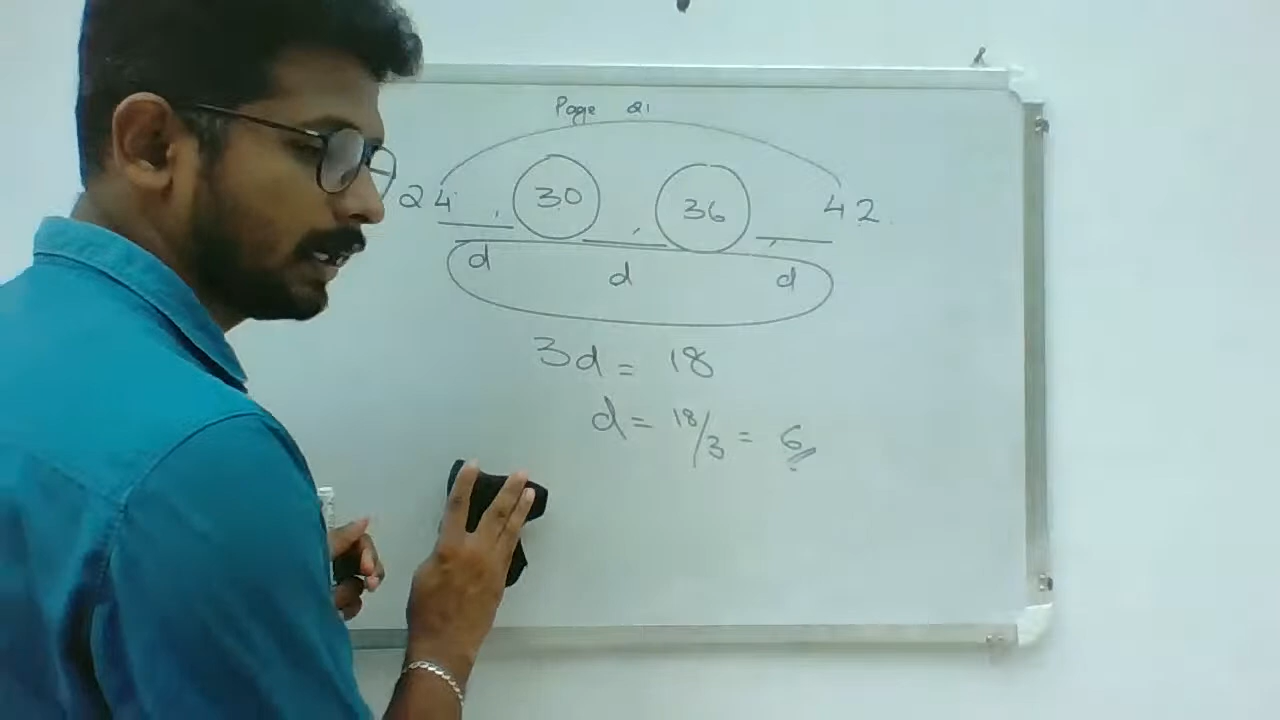 Page 21
24 , 30 , 36 , 42
d d d
3d = 18
d = 18/3 = 6